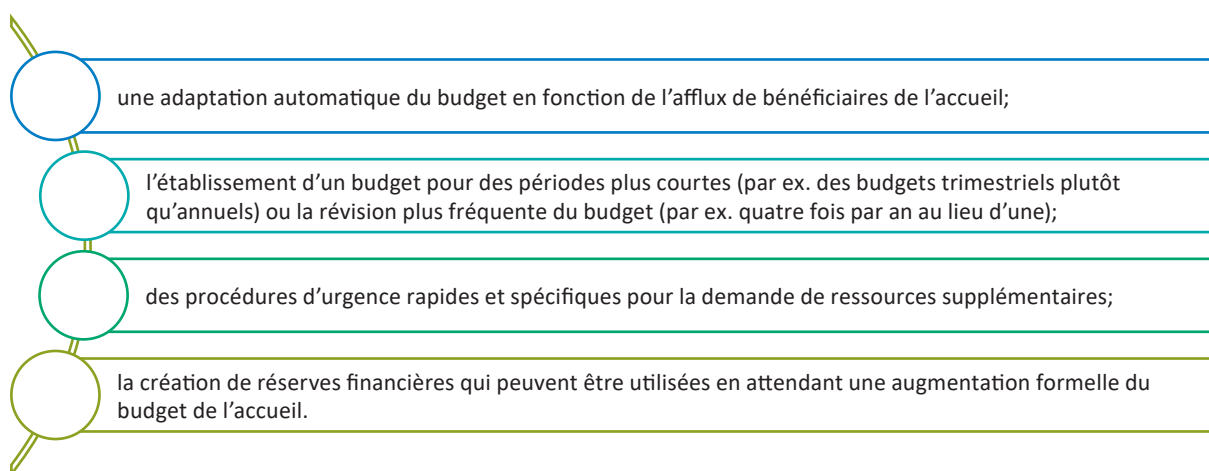 une adaptation automatique du budget en fonction de l’afflux de bénéficiaires de l’accueil;
l’établissement d’un budget pour des périodes plus courtes (par ex. des budgets trimestriels plutôt
qu’annuels) ou la révision plus fréquente du budget (par ex. quatre fois par an au lieu d’une);
des procédures d’urgence rapides et spécifiques pour la demande de ressources supplémentaires;
la création de réserves financières qui peuvent être utilisées en attendant une augmentation formelle du
budget de l’accueil.